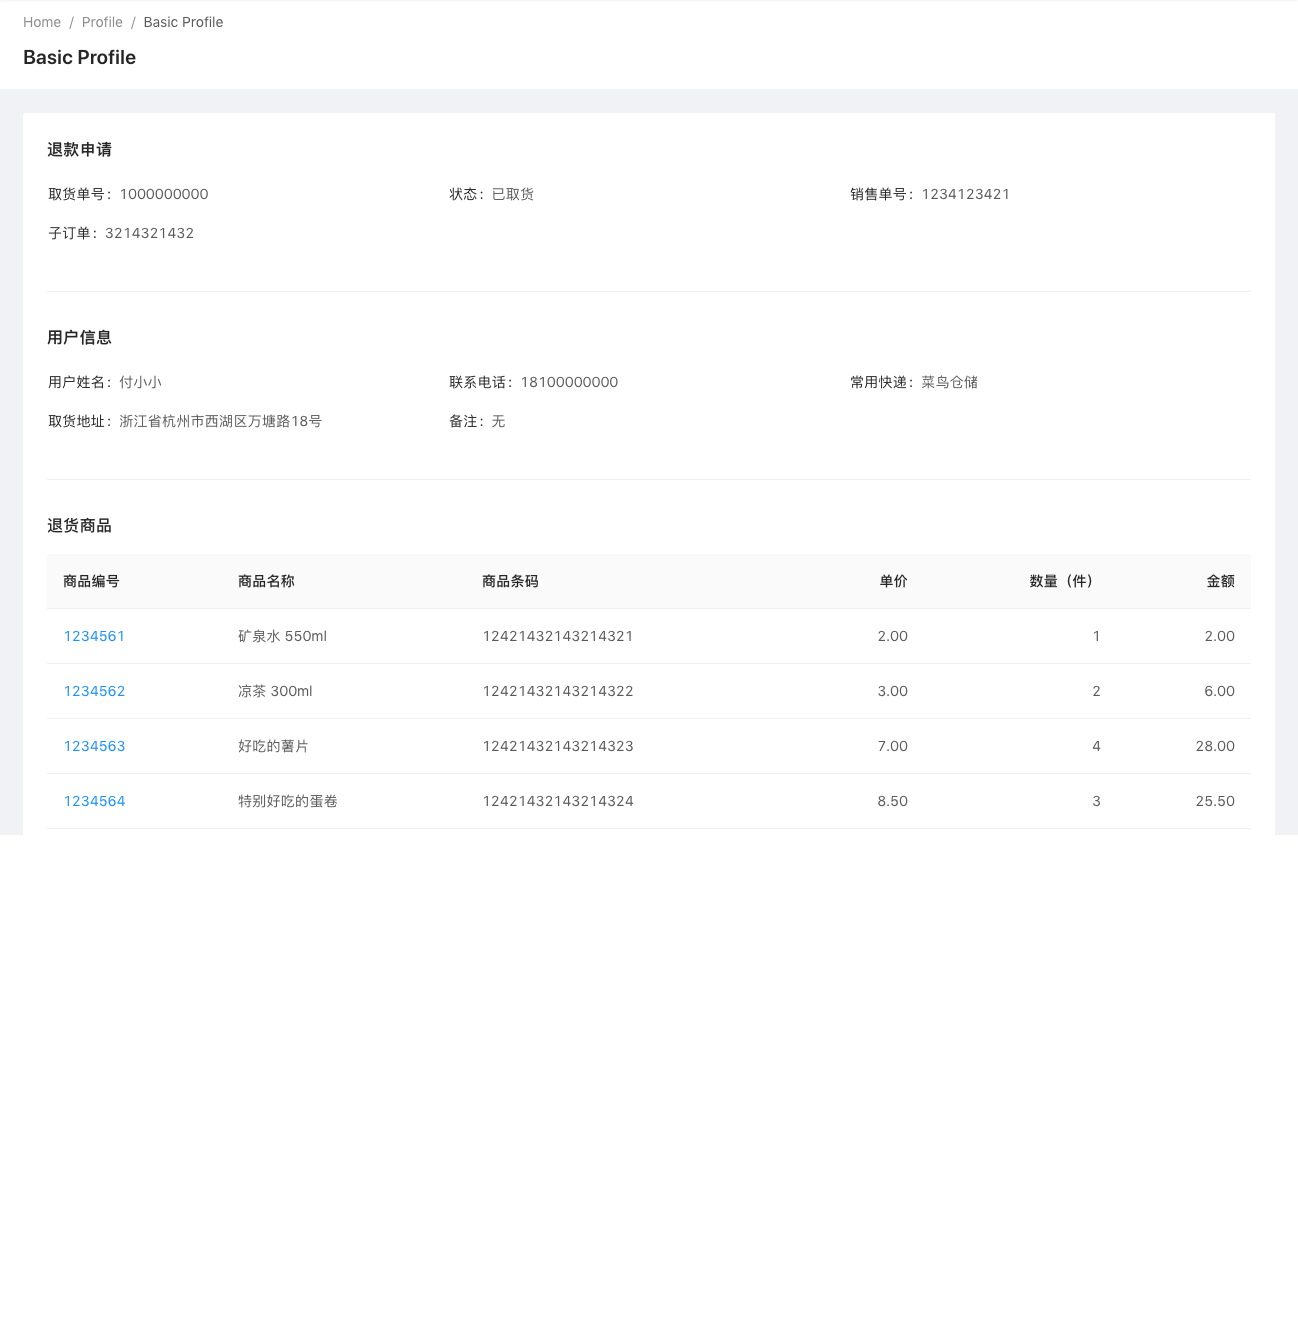 Home / Profile / Basic Profile
Basic Profile
退款申请
取货单号：1000000000 状态：已取货 销售单号：1234123421
子订单：3214321432
用户信息
用户姓名：付小小 联系电话：18100000000 常用快递：菜鸟仓储
取货地址：浙江省杭州市西湖区万塘路18号 备注：无
退货商品
商品编号 商品名称 商品条码 单价 数量（件） 金额
1234561 矿泉水 550ml 12421432143214321 2.00 1 2.00
1234562 凉茶 300ml 12421432143214322 3.00 2 6.00
1234563 好吃的薯片 12421432143214323 7.00 4 28.00
1234564 特别好吃的蛋卷 12421432143214324 8.50 3 25.50